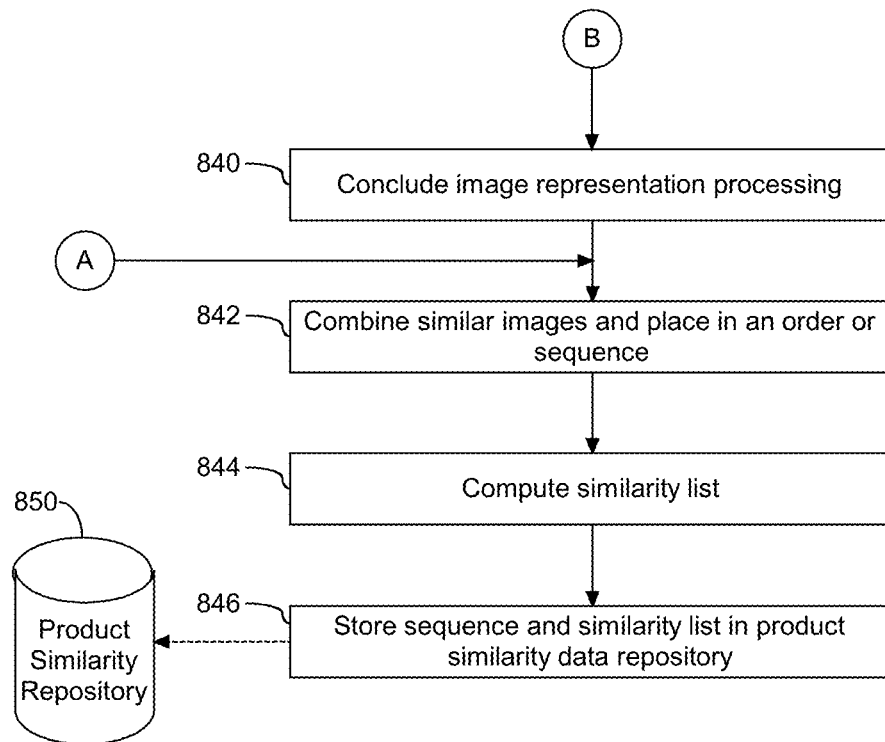 B
840
Conclude image representation processing
A
842
Combine similar images and place in an order or
sequence
844
Compute similarity list
850
846
Store sequence and similarity list in product
similarity data repository
Product
Similarity
Repository